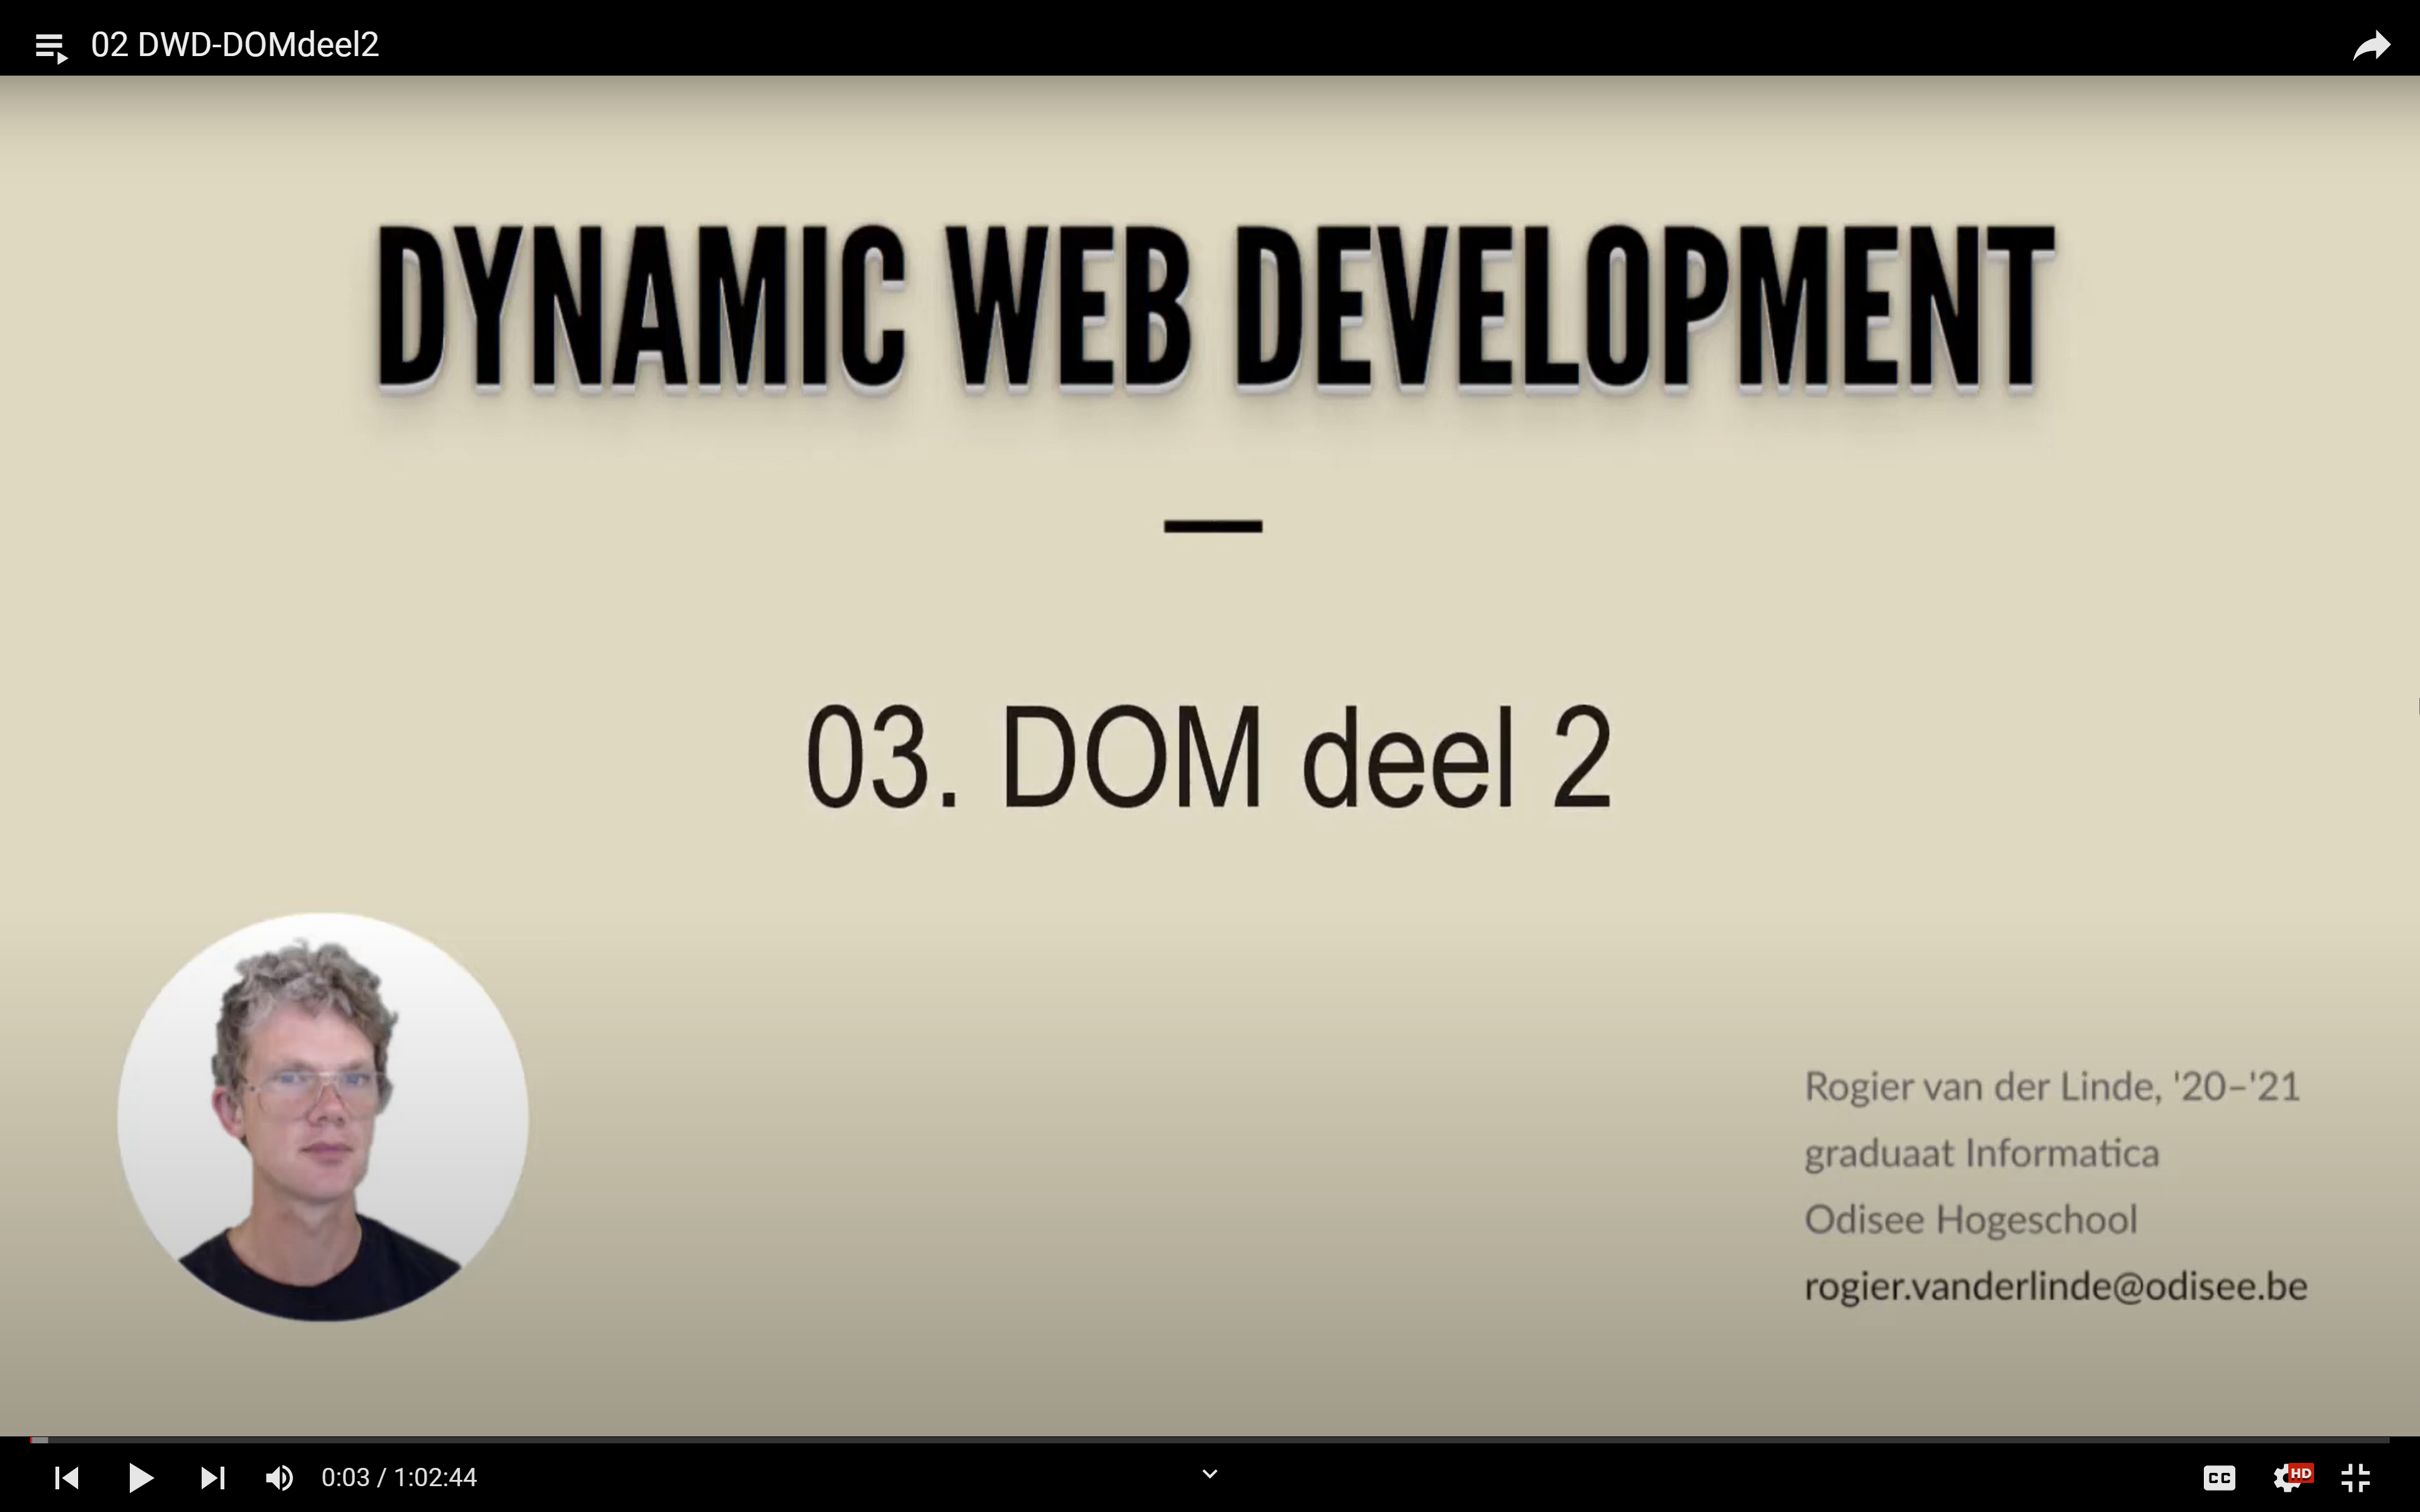 02 DWD-DOMdeel2
DYNAMIC WEB DEVELOPMENT
03. DOM deel 2
Rogier van der Linde, '20–'21
graduaat Informatica
Odisee Hogeschool
rogier.vanderlinde@odisee.be
0:03 / 1:02:44
CC
HD